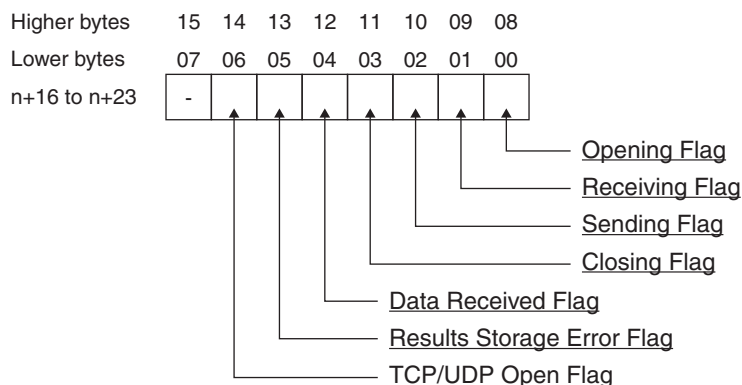 Higher bytes 15 14 13 12 11 10 09 08
Lower bytes 07 06 05 04 03 02 01 00
n+16 to n+23 -
Opening Flag
Receiving Flag
Sending Flag
Closing Flag
Data Received Flag
Results Storage Error Flag
TCP/UDP Open Flag